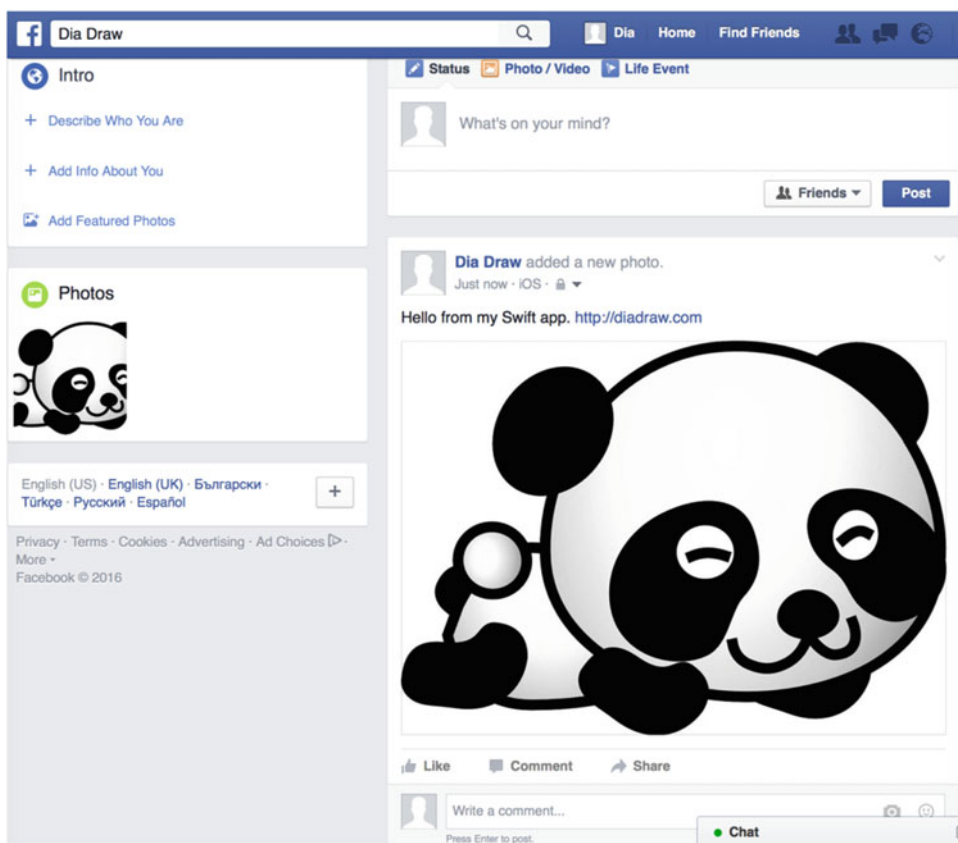 f Dia Draw Dia Home Find Friends
Intro
+ Describe Who You Are
+ Add Info About You
Add Featured Photos
Photos
English (US) · English (UK) · Български ·
Türkçe · Русский · Español
+
Privacy · Terms · Cookies · Advertising · Ad Choices ·
More
Facebook © 2016
Status Photo / Video Life Event
What's on your mind?
Friends Post
Dia Draw added a new photo.
Just now · iOS ·
Hello from my Swift app. http://diadraw.com
Like Comment Share
Write a comment...
Press Enter to post.
Chat